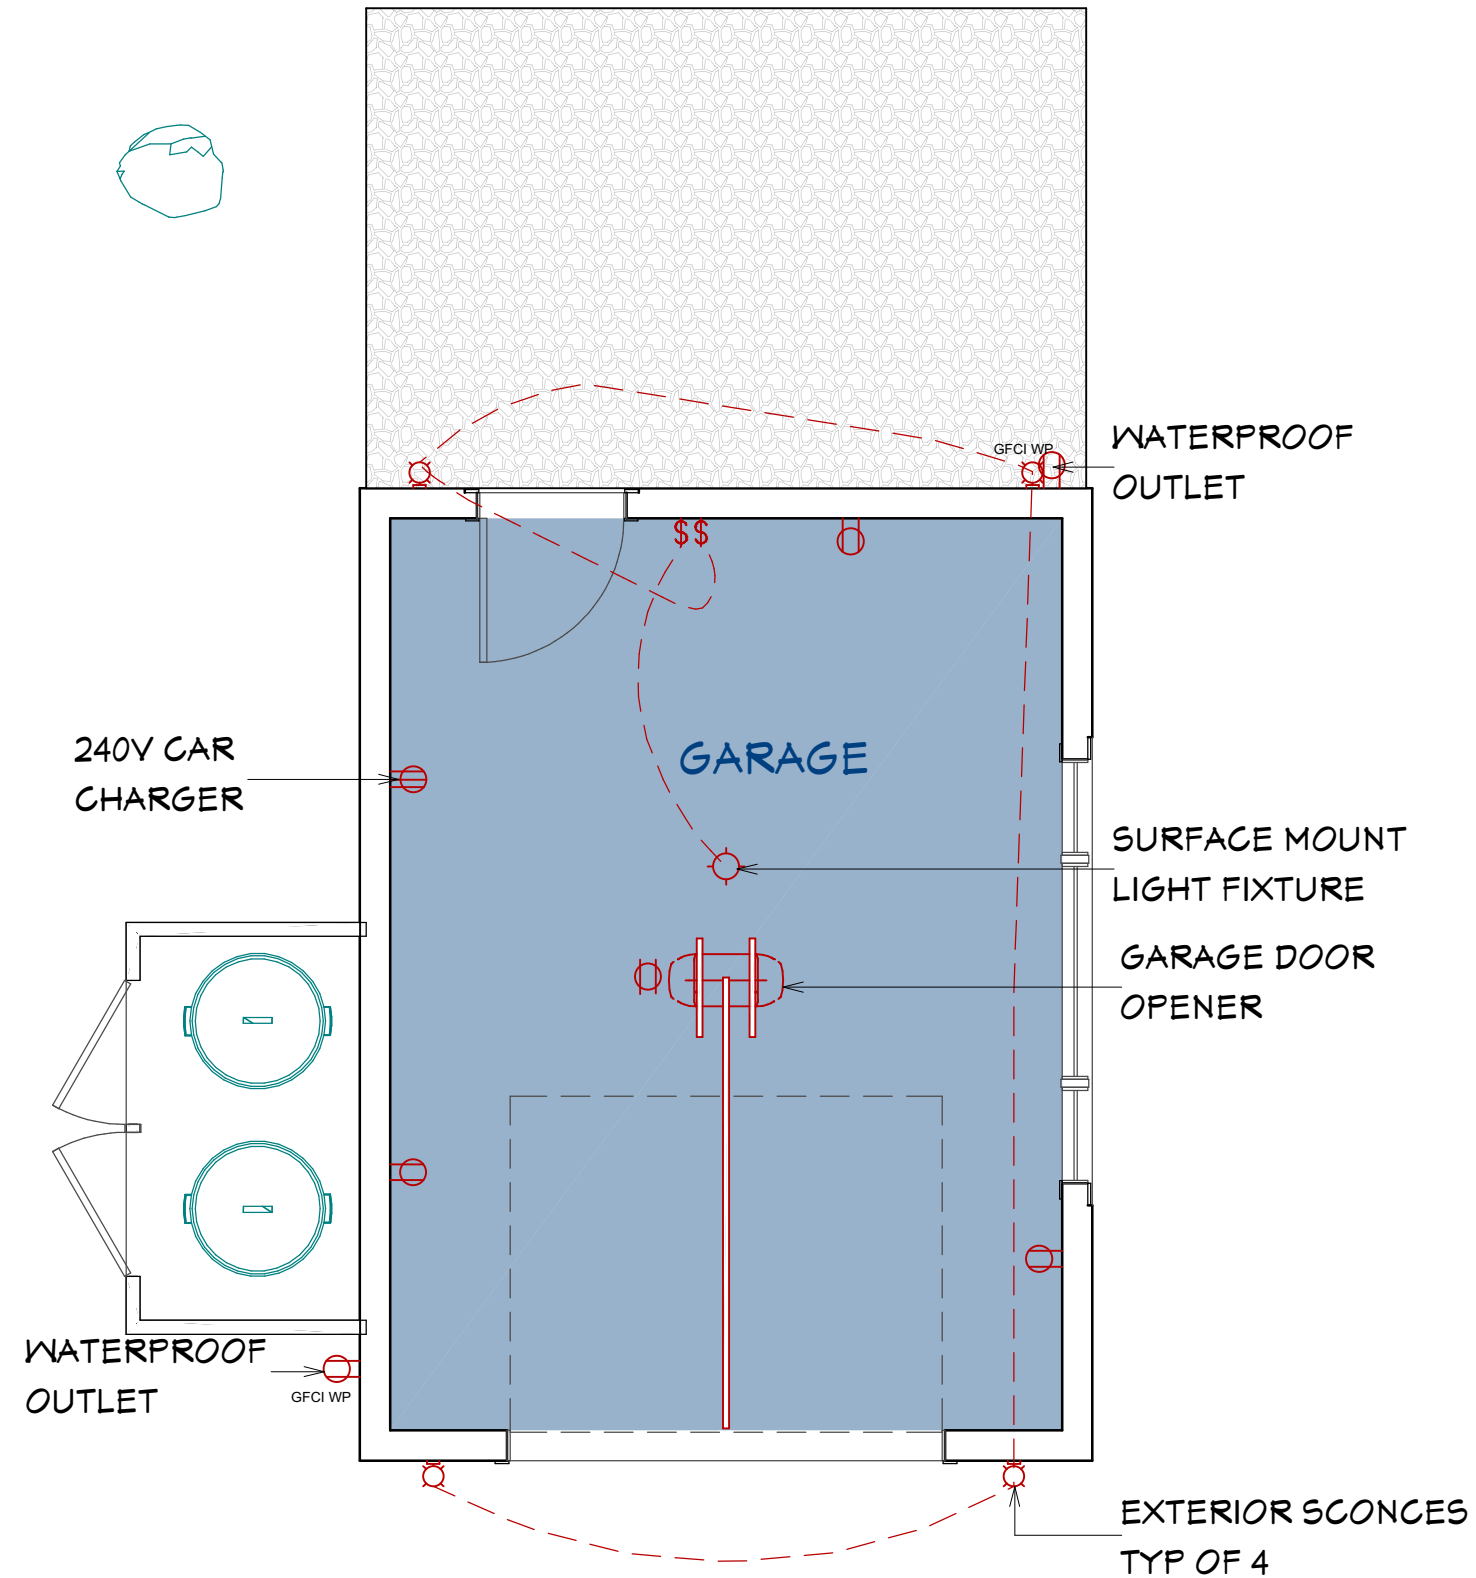 GFCI WP
WATERPROOF
OUTLET
$$
GARAGE
240V CAR
CHARGER
SURFACE MOUNT
LIGHT FIXTURE
GARAGE DOOR
OPENER
WATERPROOF
OUTLET
GFCI WP
EXTERIOR SCONCES
TYP OF 4